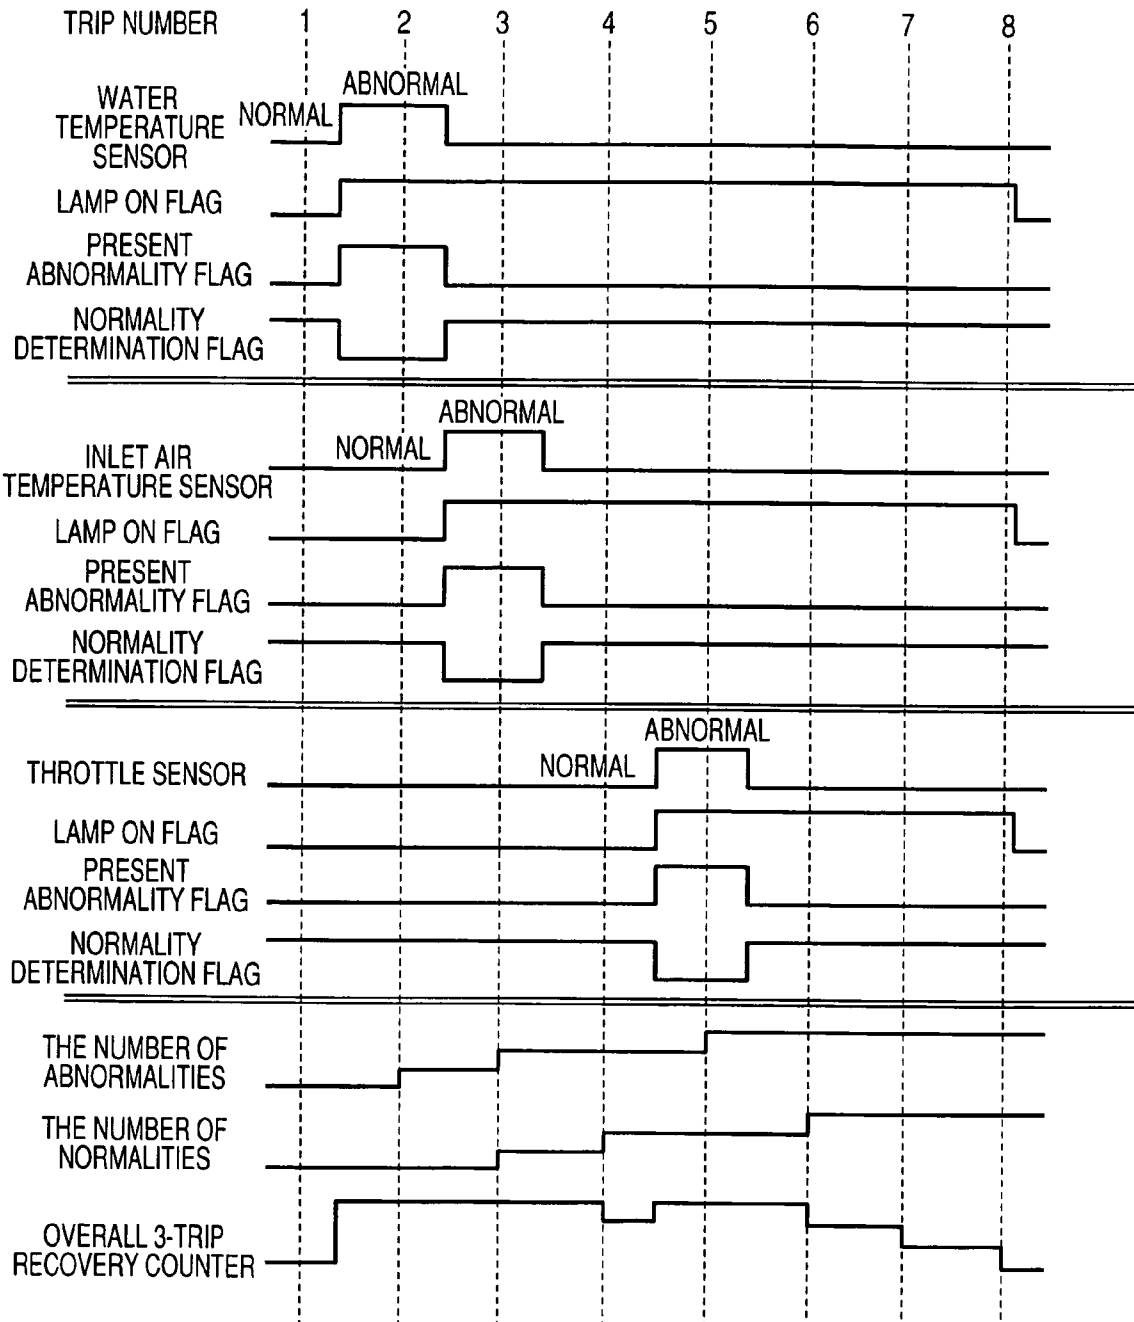 TRIP NUMBER 1 2 3 4 5 6 7 8
ABNORMAL
WATER
TEMPERATURE
SENSOR
NORMAL
LAMP ON FLAG
PRESENT
ABNORMALITY FLAG
NORMALITY
DETERMINATION FLAG
ABNORMAL
NORMAL
INLET AIR
TEMPERATURE SENSOR
LAMP ON FLAG
PRESENT
ABNORMALITY FLAG
NORMALITY
DETERMINATION FLAG
ABNORMAL
NORMAL
THROTTLE SENSOR
LAMP ON FLAG
PRESENT
ABNORMALITY FLAG
NORMALITY
DETERMINATION FLAG
THE NUMBER OF
ABNORMALITIES
THE NUMBER OF
NORMALITIES
OVERALL 3-TRIP
RECOVERY COUNTER